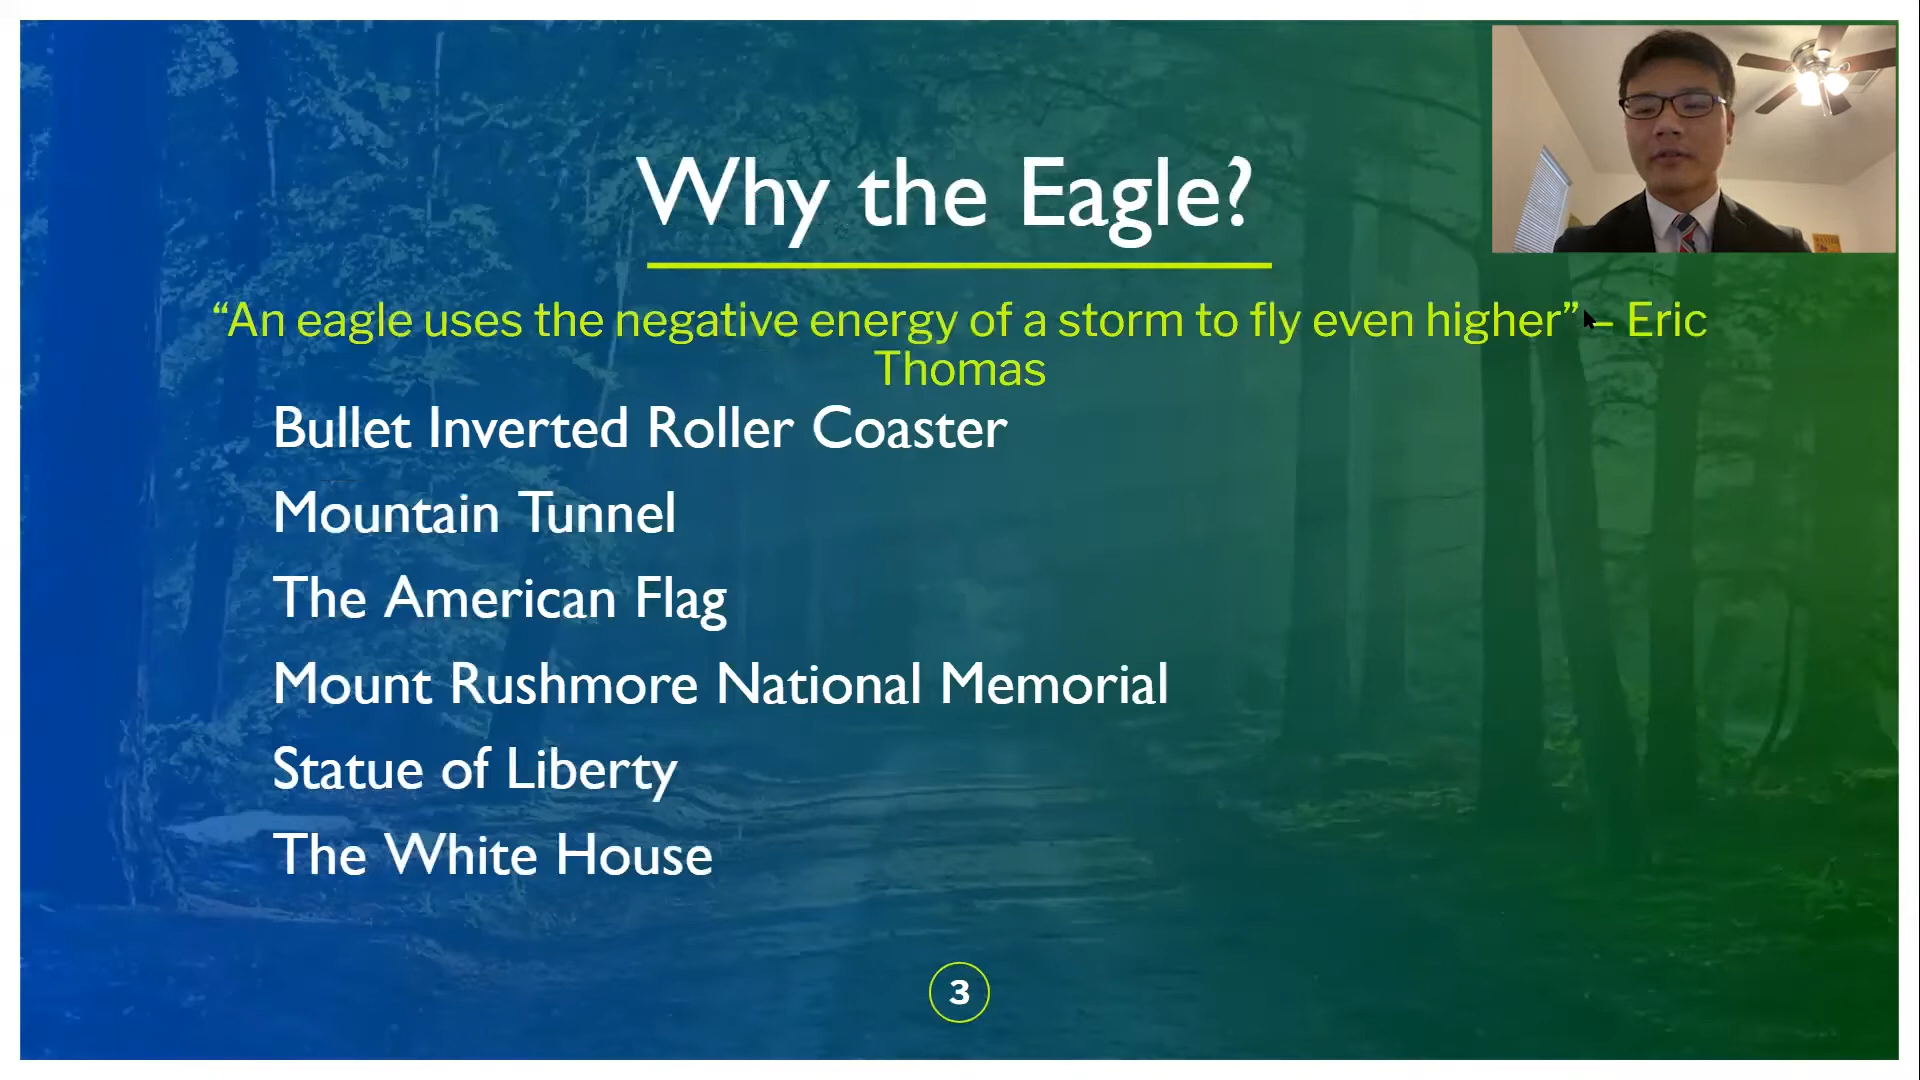 Why the Eagle?
“An eagle uses the negative energy of a storm to fly even higher” – Eric
Thomas
Bullet Inverted Roller Coaster
Mountain Tunnel
The American Flag
Mount Rushmore National Memorial
Statue of Liberty
The White House
3